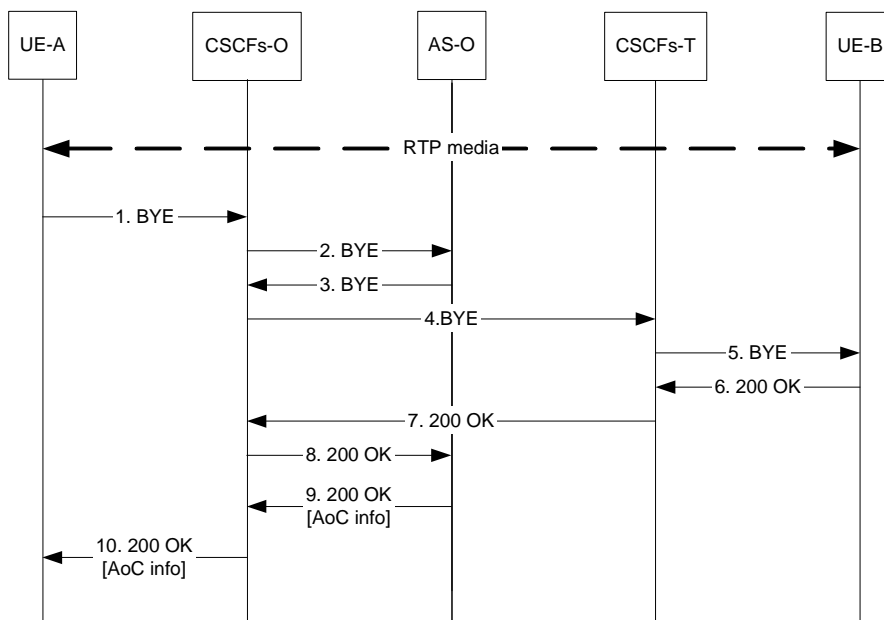 UE-A
CSCFs-O
AS-O
CSCFs-T
UE-B
RTP media
1. BYE
2. BYE
3. BYE
4.BYE
5. BYE
6. 200 OK
7. 200 OK
8. 200 OK
9. 200 OK
[AoC info]
10. 200 OK
[AoC info]